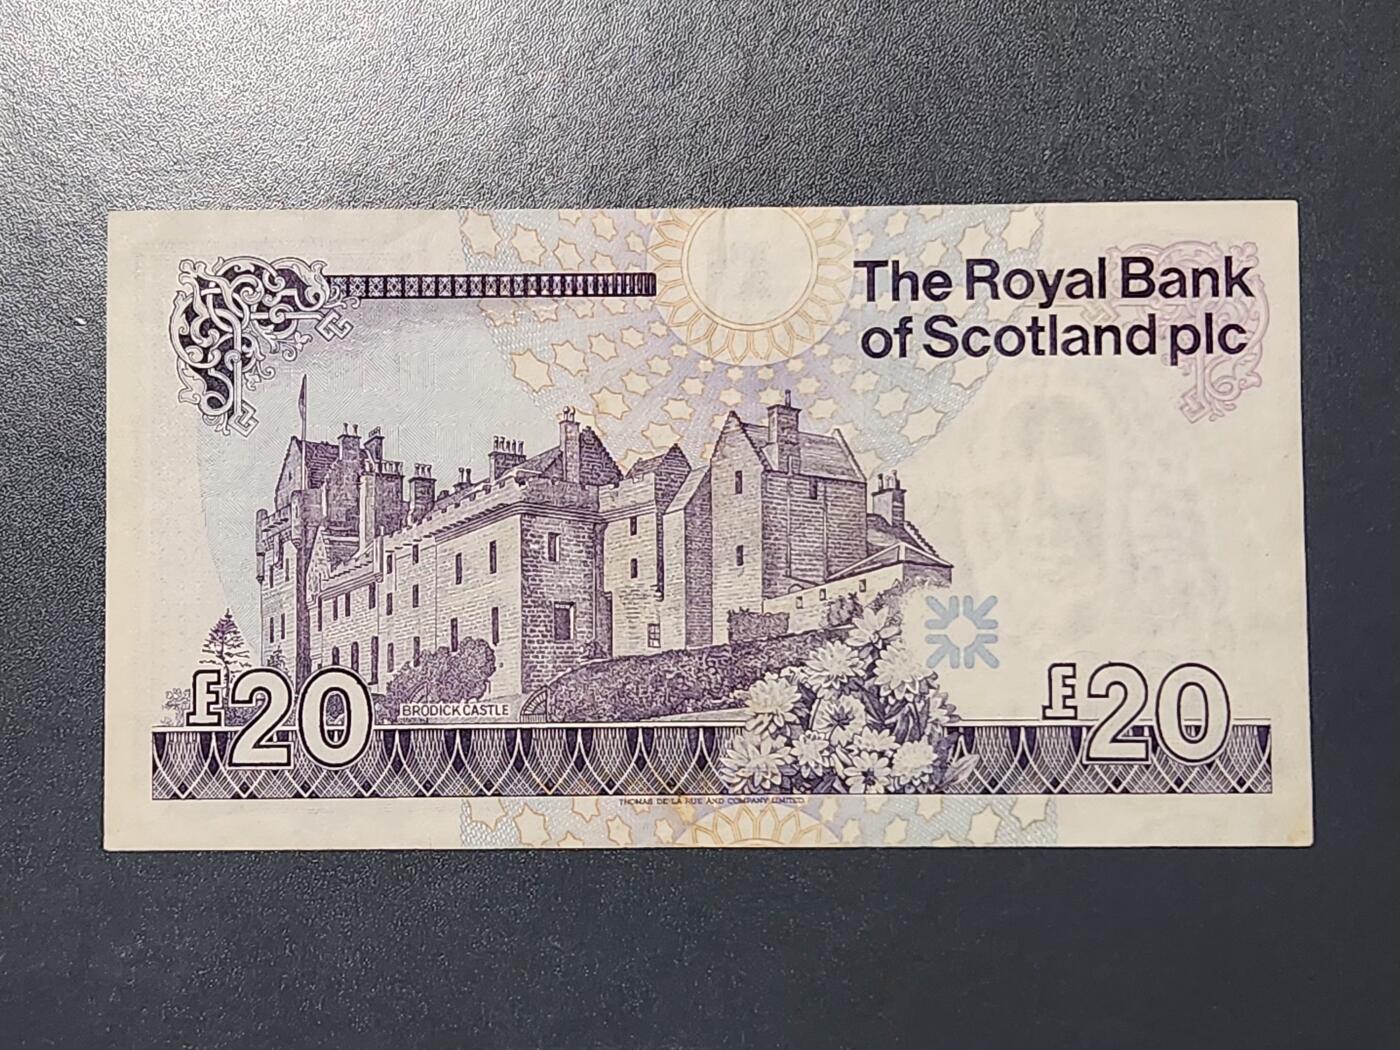 The Royal Bank
of Scotland plc
£20
BRODICK CASTLE
£20
THOMAS DE LA RUE AND COMPANY LIMITED.